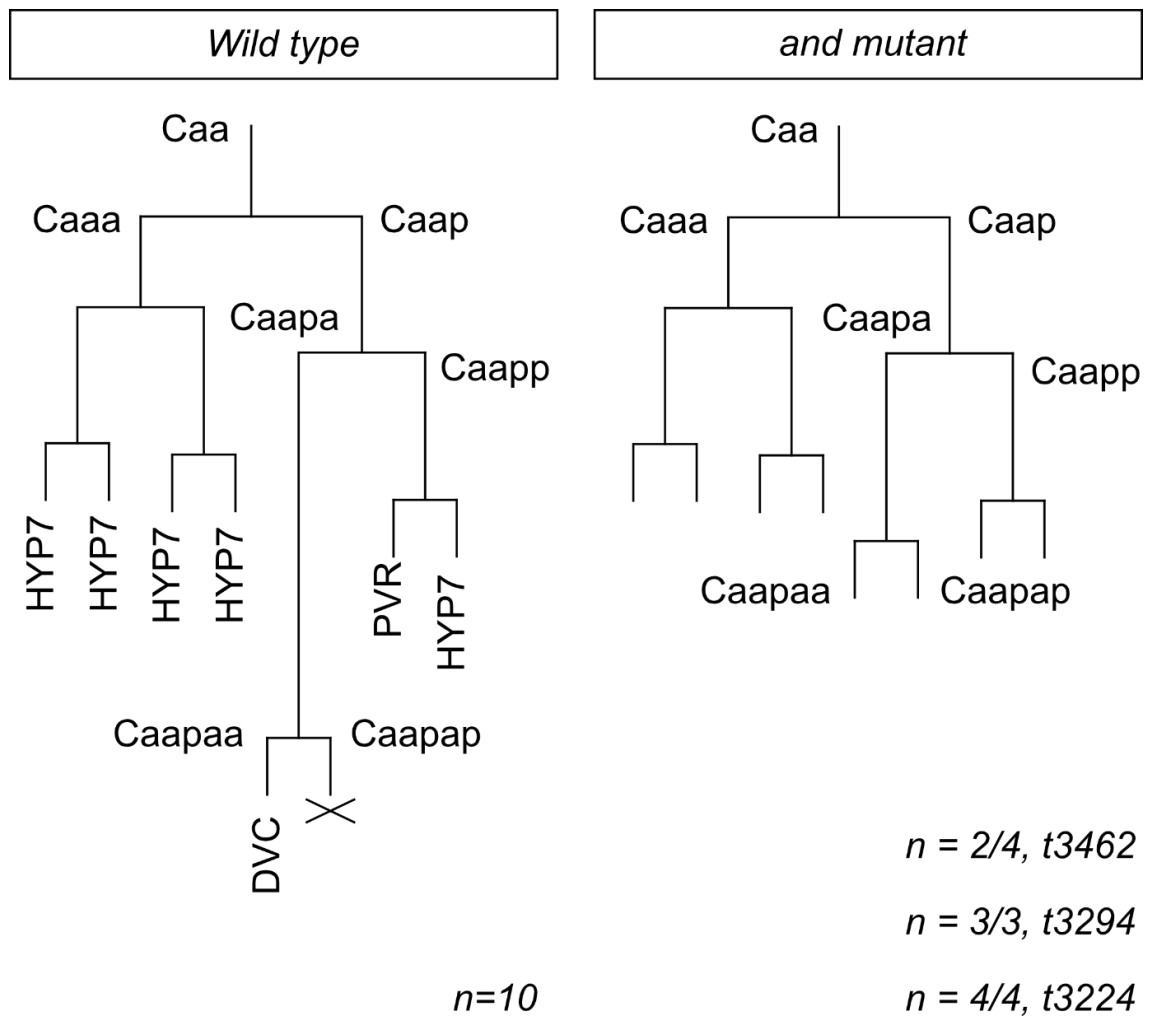 Wild type
Caa
Caaa
Caap
Caapa
Caapp
HYP7
HYP7
HYP7
HYP7
PVR
HYP7
Caapaa
Caapap
DVC
n=10
and mutant
Caa
Caaa
Caap
Caapa
Caapp
Caapaa
Caapap
n = 2/4, t3462
n = 3/3, t3294
n = 4/4, t3224